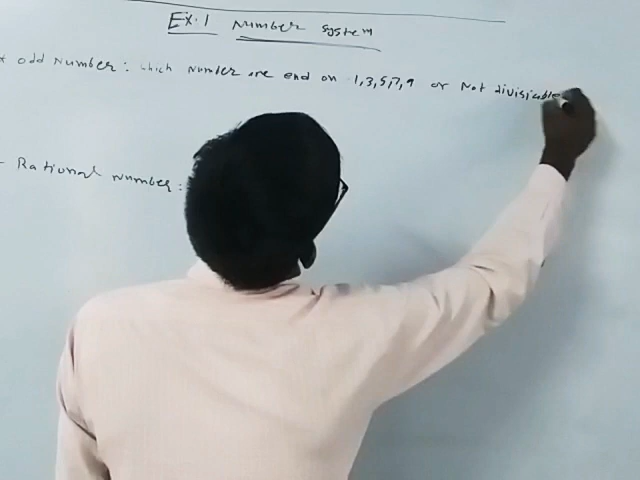 Ex.1 Number system
* odd Number: which number are end on 1,3,5,7,9 or Not divisiable
- Rational Number: